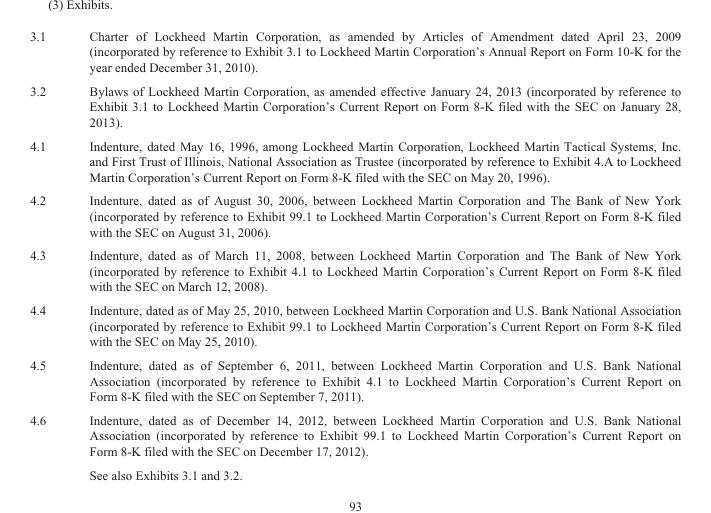 (3) Exhibits.
3.1 Charter of Lockheed Martin Corporation, as amended by Articles of Amendment dated April 23, 2009
(incorporated by reference to Exhibit 3.1 to Lockheed Martin Corporation’s Annual Report on Form 10-K for the
year ended December 31, 2010).
3.2 Bylaws of Lockheed Martin Corporation, as amended effective January 24, 2013 (incorporated by reference to
Exhibit 3.1 to Lockheed Martin Corporation’s Current Report on Form 8-K filed with the SEC on January 28,
2013).
4.1 Indenture, dated May 16, 1996, among Lockheed Martin Corporation, Lockheed Martin Tactical Systems, Inc.
and First Trust of Illinois, National Association as Trustee (incorporated by reference to Exhibit 4.A to Lockheed
Martin Corporation’s Current Report on Form 8-K filed with the SEC on May 20, 1996).
4.2 Indenture, dated as of August 30, 2006, between Lockheed Martin Corporation and The Bank of New York
(incorporated by reference to Exhibit 99.1 to Lockheed Martin Corporation’s Current Report on Form 8-K filed
with the SEC on August 31, 2006).
4.3 Indenture, dated as of March 11, 2008, between Lockheed Martin Corporation and The Bank of New York
(incorporated by reference to Exhibit 4.1 to Lockheed Martin Corporation’s Current Report on Form 8-K filed
with the SEC on March 12, 2008).
4.4 Indenture, dated as of May 25, 2010, between Lockheed Martin Corporation and U.S. Bank National Association
(incorporated by reference to Exhibit 99.1 to Lockheed Martin Corporation’s Current Report on Form 8-K filed
with the SEC on May 25, 2010).
4.5 Indenture, dated as of September 6, 2011, between Lockheed Martin Corporation and U.S. Bank National
Association (incorporated by reference to Exhibit 4.1 to Lockheed Martin Corporation’s Current Report on
Form 8-K filed with the SEC on September 7, 2011).
4.6 Indenture, dated as of December 14, 2012, between Lockheed Martin Corporation and U.S. Bank National
Association (incorporated by reference to Exhibit 99.1 to Lockheed Martin Corporation’s Current Report on
Form 8-K filed with the SEC on December 17, 2012).
See also Exhibits 3.1 and 3.2.
93